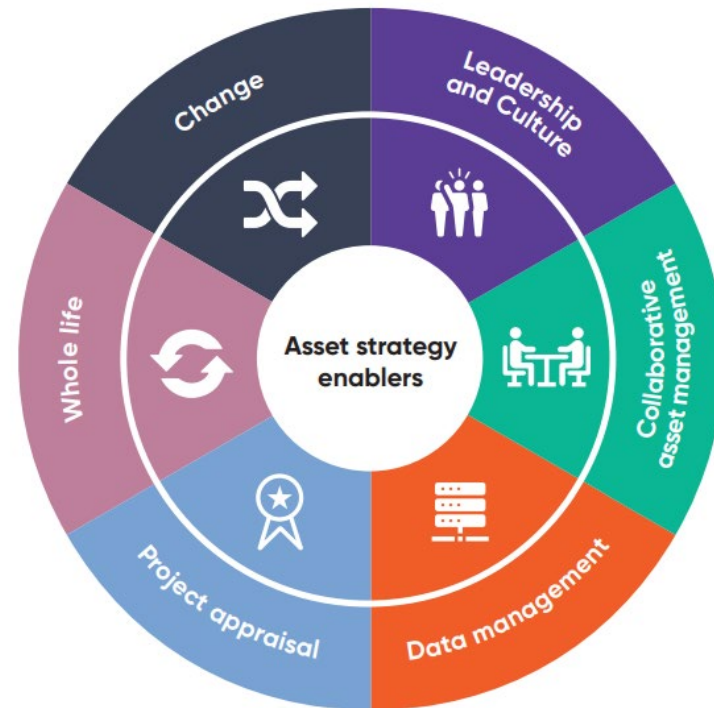 Asset strategy
enablers
Leadership
and Culture
Collaborative
asset management
Data management
Project appraisal
Whole life
Change